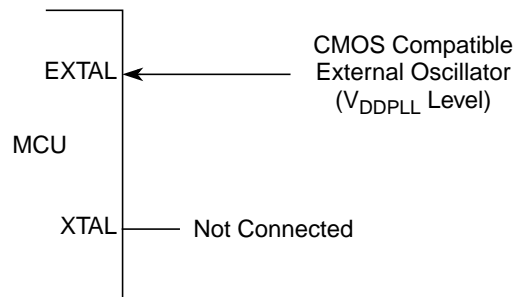 CMOS Compatible
EXTAL
External Oscillator
(VDDPLL Level)
MCU
XTAL
Not Connected